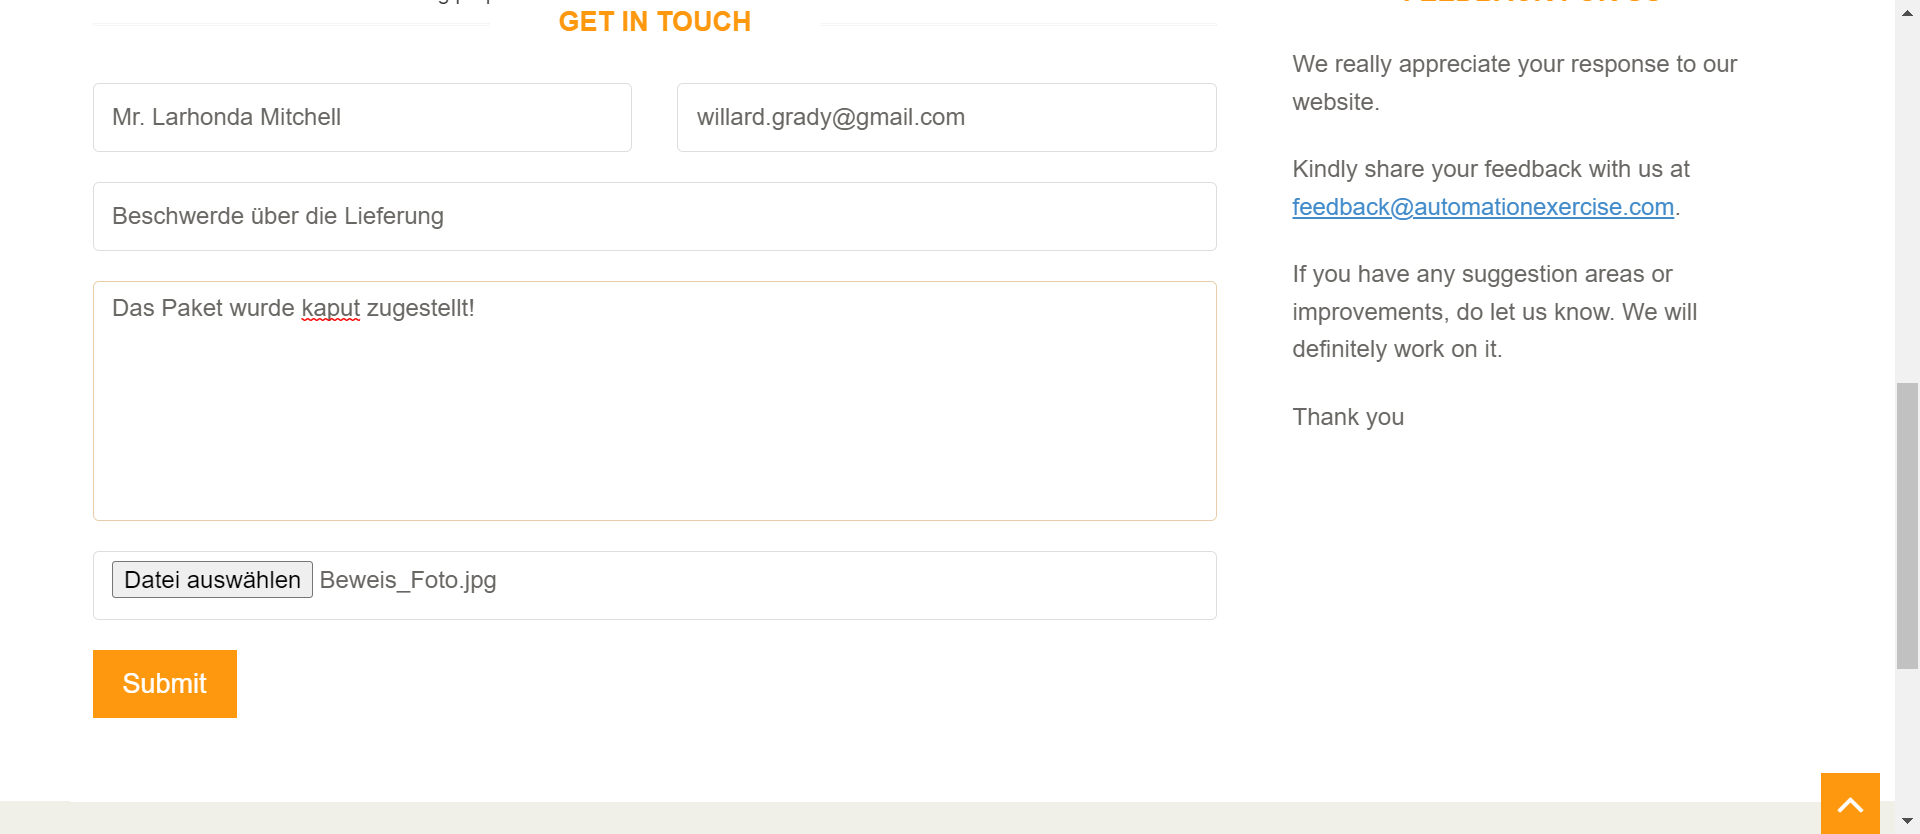 GET IN TOUCH
Mr. Larhonda Mitchell
willard.grady@gmail.com
Beschwerde über die Lieferung
Das Paket wurde kaput zugestellt!
Datei auswählen Beweis_Foto.jpg
Submit
We really appreciate your response to our
website.
Kindly share your feedback with us at
feedback@automationexercise.com.
If you have any suggestion areas or
improvements, do let us know. We will
definitely work on it.
Thank you